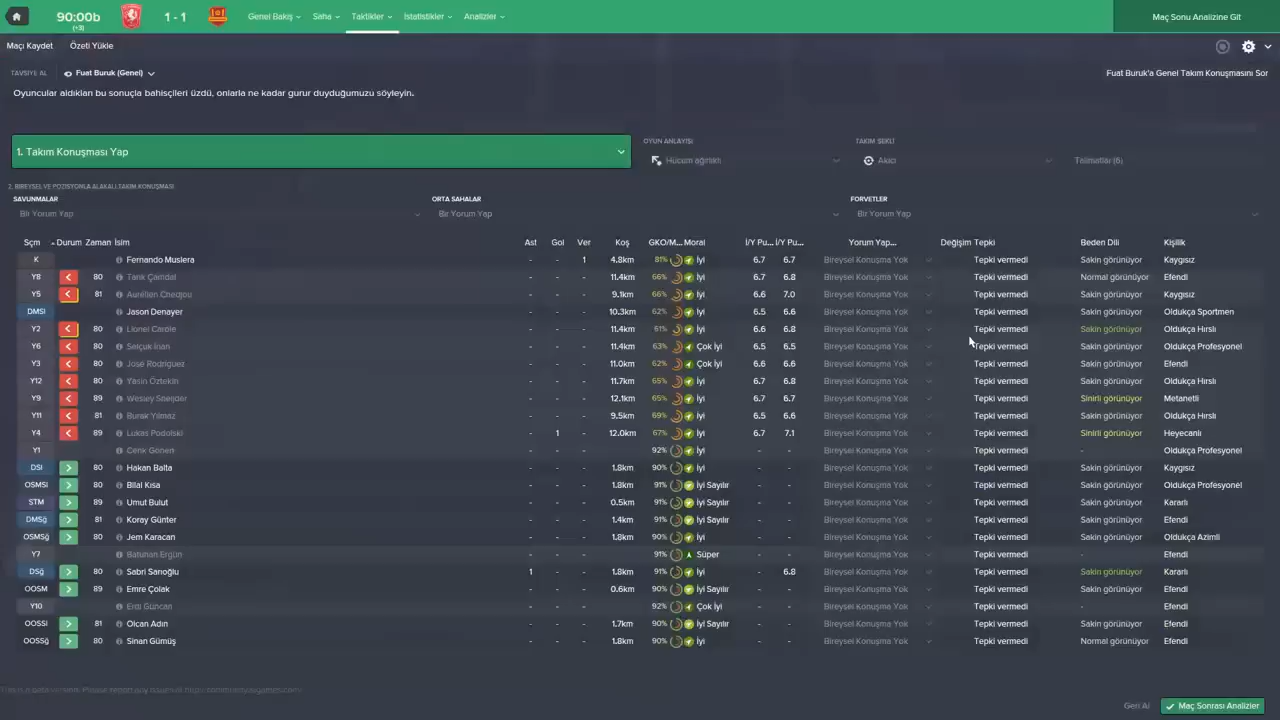 90:00b 1 - 1 Genel Bakış Saha Taktikler İstatistikler Analizler Maç Sonu Analizine Git
(+3)
Maçı Kaydet Özeti Yükle
TAVSİYE AL Fuat Buruk (Genel) Fuat Buruk'a Genel Takım Konuşmasını Sor
Oyuncular aldıkları bu sonuçla bahisçileri üzdü, onlarla ne kadar gurur duyduğumuzu söyleyin.
OYUN ANLAYIŞI TAKIM ŞEKLİ
1. Takım Konuşması Yap Hücum ağırlıklı Akıcı Talimatlar (6)
2. BİREYSEL VE POZİSYONLA ALAKALI TAKIM KONUŞMASI
SAVUNMALAR ORTA SAHALAR FORVETLER
Bir Yorum Yap Bir Yorum Yap Bir Yorum Yap
Sçm Durum Zaman İsim Ast Gol Ver Koş GKO/M... Moral İ/Y Pu... İ/Y Pu... Yorum Yap... Değişim Tepki Beden Dili Kişilik
K Fernando Muslera - - 1 4.8km 81% İyi 6.7 6.7 Bireysel Konuşma Yok Tepki vermedi Sakin görünüyor Kaygısız
Y8 80 Tarık Çamdal - - - 11.4km 66% İyi 6.7 6.8 Bireysel Konuşma Yok Tepki vermedi Normal görünüyor Efendi
Y5 81 Aurélien Chedjou - - - 9.1km 66% İyi 6.6 7.0 Bireysel Konuşma Yok Tepki vermedi Sakin görünüyor Kaygısız
DMSl Jason Denayer - - - 10.3km 62% İyi 6.5 6.5 Bireysel Konuşma Yok Tepki vermedi Sakin görünüyor Oldukça Sportmen
Y2 80 Lionel Carole - - - 11.4km 61% İyi 6.6 6.8 Bireysel Konuşma Yok Tepki vermedi Sakin görünüyor Oldukça Hırslı
Y6 80 Selçuk İnan - - - 11.4km 63% Çok İyi 6.5 6.5 Bireysel Konuşma Yok Tepki vermedi Sakin görünüyor Oldukça Profesyonel
Y3 80 José Rodríguez - - - 11.0km 62% Çok İyi 6.6 6.6 Bireysel Konuşma Yok Tepki vermedi Sakin görünüyor Efendi
Y12 80 Yasin Öztekin - - - 11.7km 65% İyi 6.7 6.8 Bireysel Konuşma Yok Tepki vermedi Sakin görünüyor Oldukça Hırslı
Y9 89 Wesley Sneijder - - - 12.1km 65% İyi 6.7 6.7 Bireysel Konuşma Yok Tepki vermedi Sinirli görünüyor Metanetli
Y11 81 Burak Yılmaz - - - 9.5km 69% İyi 6.5 6.6 Bireysel Konuşma Yok Tepki vermedi Sakin görünüyor Oldukça Hırslı
Y4 89 Lukas Podolski - 1 - 12.0km 67% İyi 6.7 7.1 Bireysel Konuşma Yok Tepki vermedi Sinirli görünüyor Heyecanlı
Y1 Cenk Gönen 92% İyi Bireysel Konuşma Yok Tepki vermedi - Oldukça Profesyonel
DSl 80 Hakan Balta - - - 1.8km 90% İyi - - Bireysel Konuşma Yok Tepki vermedi Sakin görünüyor Kaygısız
OSMSl 80 Bilal Kısa - - - 1.8km 91% İyi Sayılır - - Bireysel Konuşma Yok Tepki vermedi Sakin görünüyor Oldukça Profesyonel
STM 89 Umut Bulut - - - 0.5km 91% İyi Sayılır - - Bireysel Konuşma Yok Tepki vermedi Sakin görünüyor Kararlı
DMSğ 81 Koray Günter - - - 1.4km 91% İyi Sayılır - - Bireysel Konuşma Yok Tepki vermedi Sakin görünüyor Efendi
OSMSğ 80 Jem Karacan - - - 1.8km 90% İyi - - Bireysel Konuşma Yok Tepki vermedi Sakin görünüyor Oldukça Azimli
Y7 Batuhan Ergün 91% Süper Bireysel Konuşma Yok Tepki vermedi - Efendi
DSğ 80 Sabri Sarıoğlu 1 - - 1.8km 91% İyi - 6.8 Bireysel Konuşma Yok Tepki vermedi Sakin görünüyor Kararlı
OOSM 89 Emre Çolak - - - 0.6km 90% İyi Sayılır - - Bireysel Konuşma Yok Tepki vermedi Sakin görünüyor Efendi
Y10 Erdi Güncan 92% Çok İyi Bireysel Konuşma Yok Tepki vermedi - Efendi
OOSSl 81 Olcan Adın - - - 1.7km 90% İyi Sayılır - - Bireysel Konuşma Yok Tepki vermedi Sakin görünüyor Efendi
OOSSğ 80 Sinan Gümüş - - - 1.8km 90% İyi - - Bireysel Konuşma Yok Tepki vermedi Normal görünüyor Efendi
Geri Al Maç Sonrası Analizler